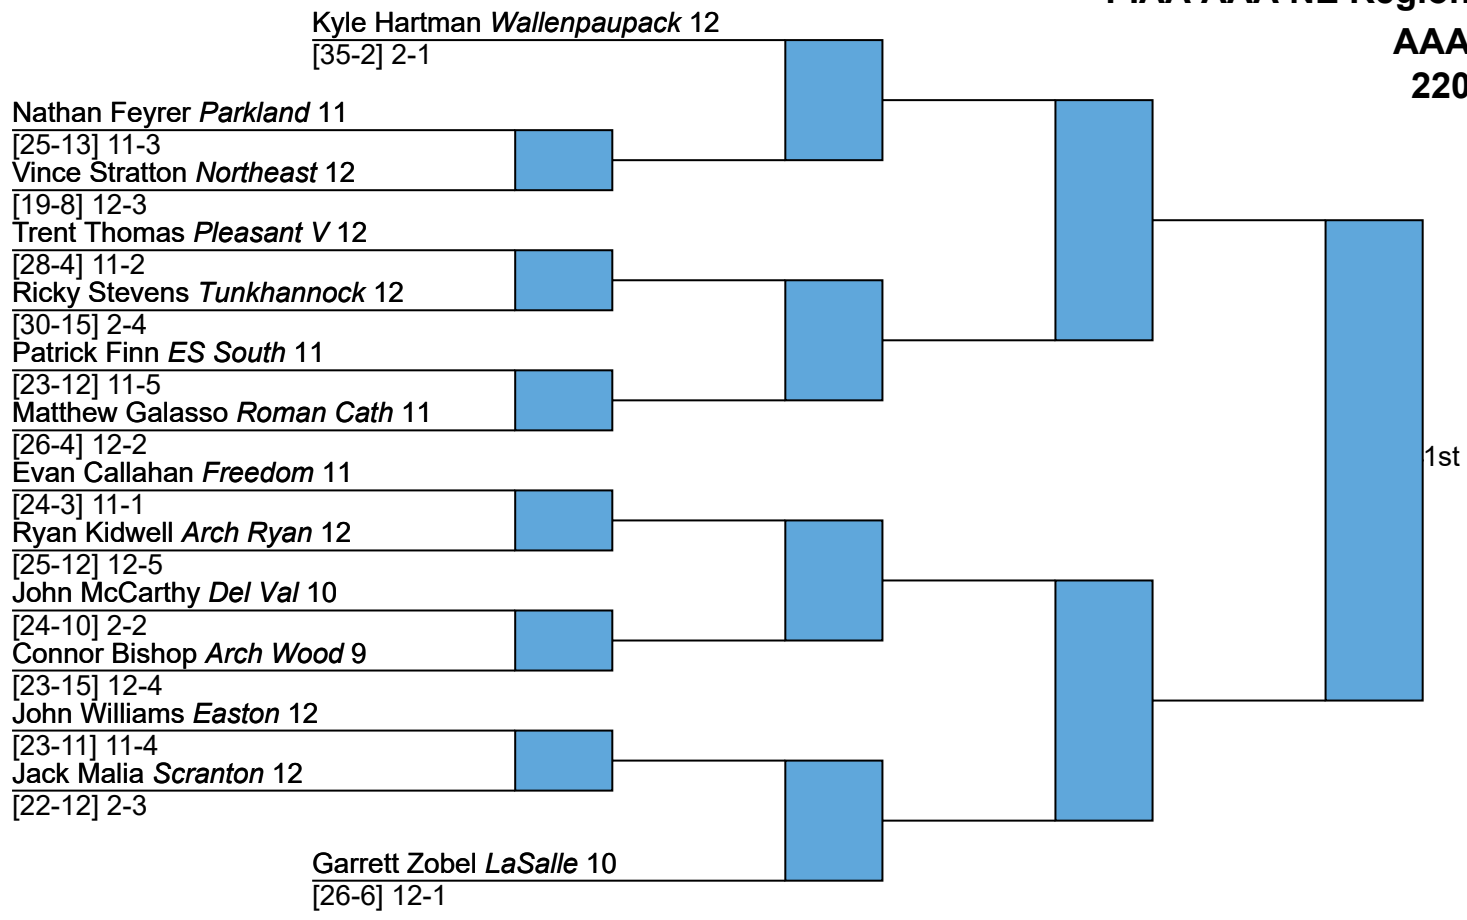 Kyle Hartman Wallenpaupack 12
[35-2] 2-1
AAA
220
Nathan Feyrer Parkland 11
[25-13] 11-3
Vince Stratton Northeast 12
[19-8] 12-3
Trent Thomas Pleasant V 12
[28-4] 11-2
Ricky Stevens Tunkhannock 12
[30-15] 2-4
Patrick Finn ES South 11
[23-12] 11-5
Matthew Galasso Roman Cath 11
[26-4] 12-2
Evan Callahan Freedom 11
1st
[24-3] 11-1
Ryan Kidwell Arch Ryan 12
[25-12] 12-5
John McCarthy Del Val 10
[24-10] 2-2
Connor Bishop Arch Wood 9
[23-15] 12-4
John Williams Easton 12
[23-11] 11-4
Jack Malia Scranton 12
[22-12] 2-3
Garrett Zobel LaSalle 10
[26-6] 12-1